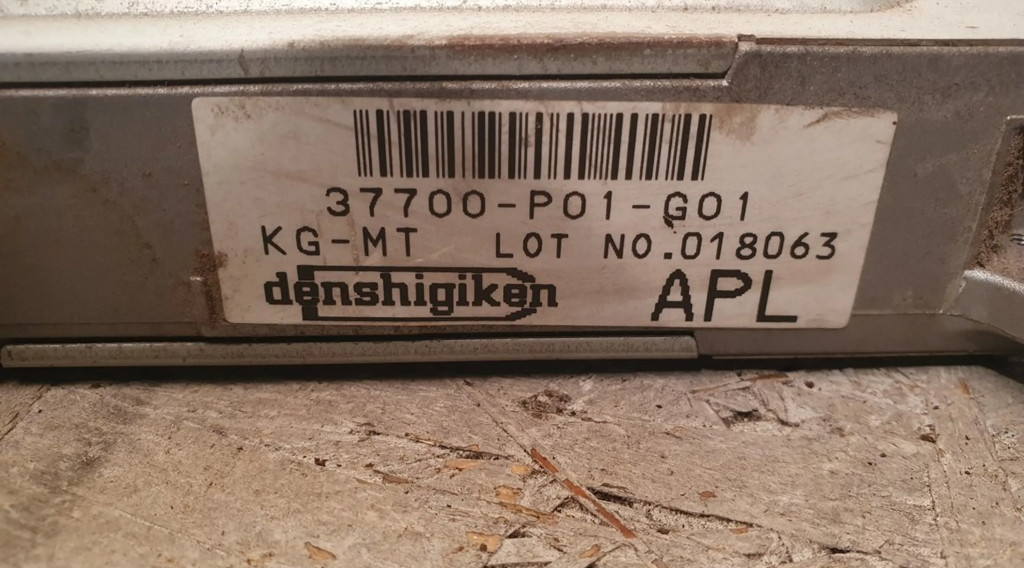 37700-P01-G01
KG-MT LOT NO.018063
denshigiken APL